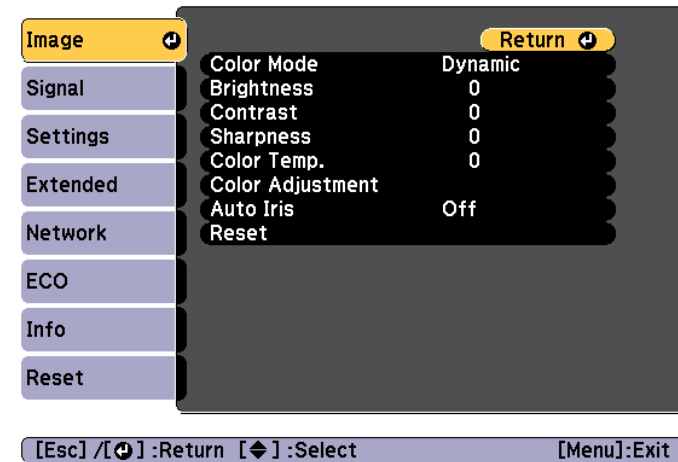 Image
Signal
Settings
Extended
Network
ECO
Info
Reset
Return
Color Mode Dynamic
Brightness 0
Contrast 0
Sharpness 0
Color Temp. 0
Color Adjustment
Auto Iris Off
Reset
[Esc] /[⏎] :Return [◆] :Select [Menu]:Exit